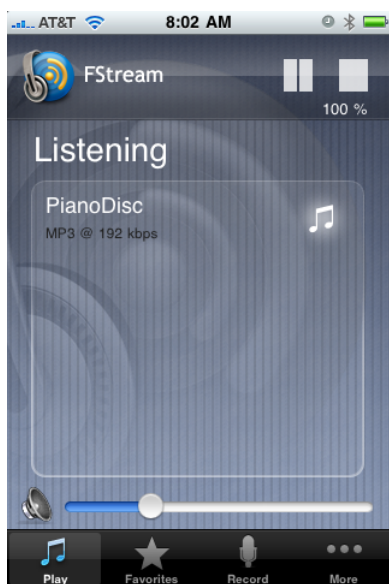 AT&T 8:02 AM
FStream
100 %
Listening
PianoDisc
MP3 @ 192 kbps
Play Favorites Record More